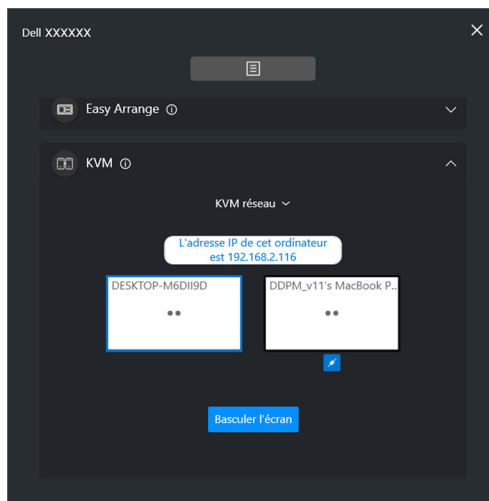 Dell XXXXXX
Easy Arrange
KVM
KVM réseau
L'adresse IP de cet ordinateur
est 192.168.2.116
DESKTOP-M6DII9D
DDPM_v11's MacBook P..
Basculer l'écran